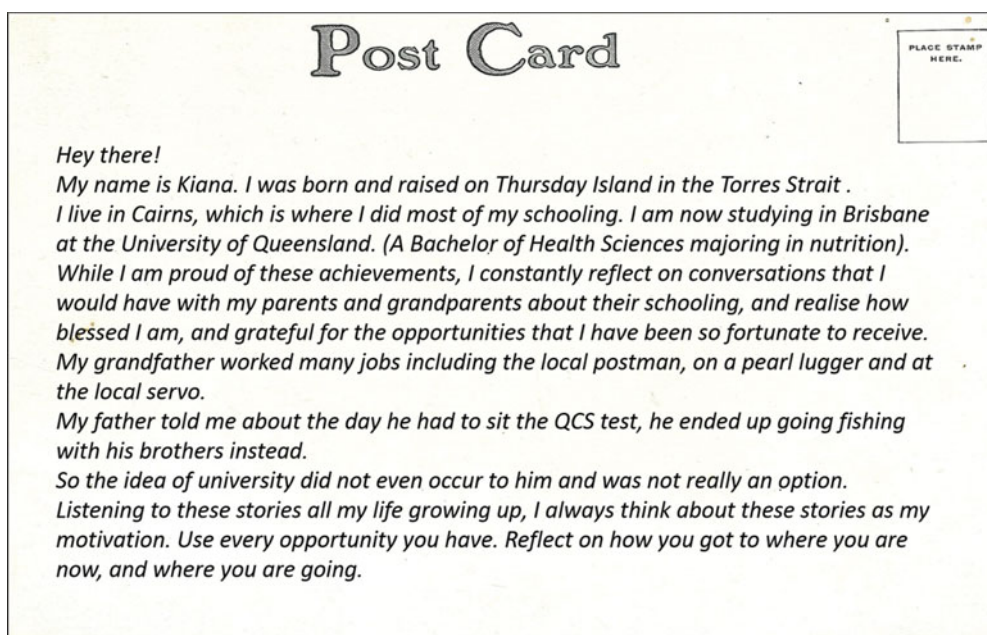 Post Card
PLACE STAMP
HERE.
Hey there!
My name is Kiana. I was born and raised on Thursday Island in the Torres Strait .
I live in Cairns, which is where I did most of my schooling. I am now studying in Brisbane
at the University of Queensland. (A Bachelor of Health Sciences majoring in nutrition).
While I am proud of these achievements, I constantly reflect on conversations that I
would have with my parents and grandparents about their schooling, and realise how
blessed I am, and grateful for the opportunities that I have been so fortunate to receive.
My grandfather worked many jobs including the local postman, on a pearl lugger and at
the local servo.
My father told me about the day he had to sit the QCS test, he ended up going fishing
with his brothers instead.
So the idea of university did not even occur to him and was not really an option.
Listening to these stories all my life growing up, I always think about these stories as my
motivation. Use every opportunity you have. Reflect on how you got to where you are
now, and where you are going.